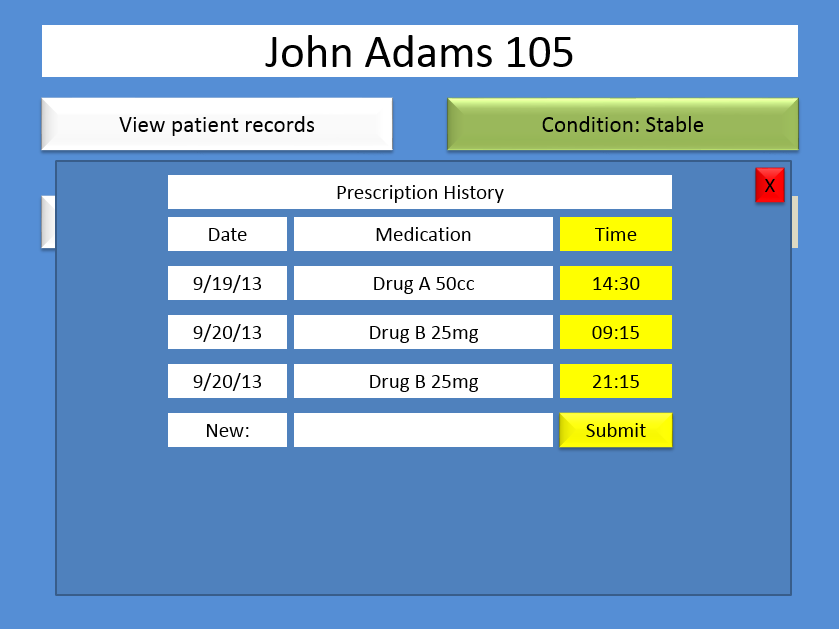 John Adams 105
View patient records
Condition: Stable
X
Prescription History
Date Medication Time
9/19/13 Drug A 50cc 14:30
9/20/13 Drug B 25mg 09:15
9/20/13 Drug B 25mg 21:15
New: Submit